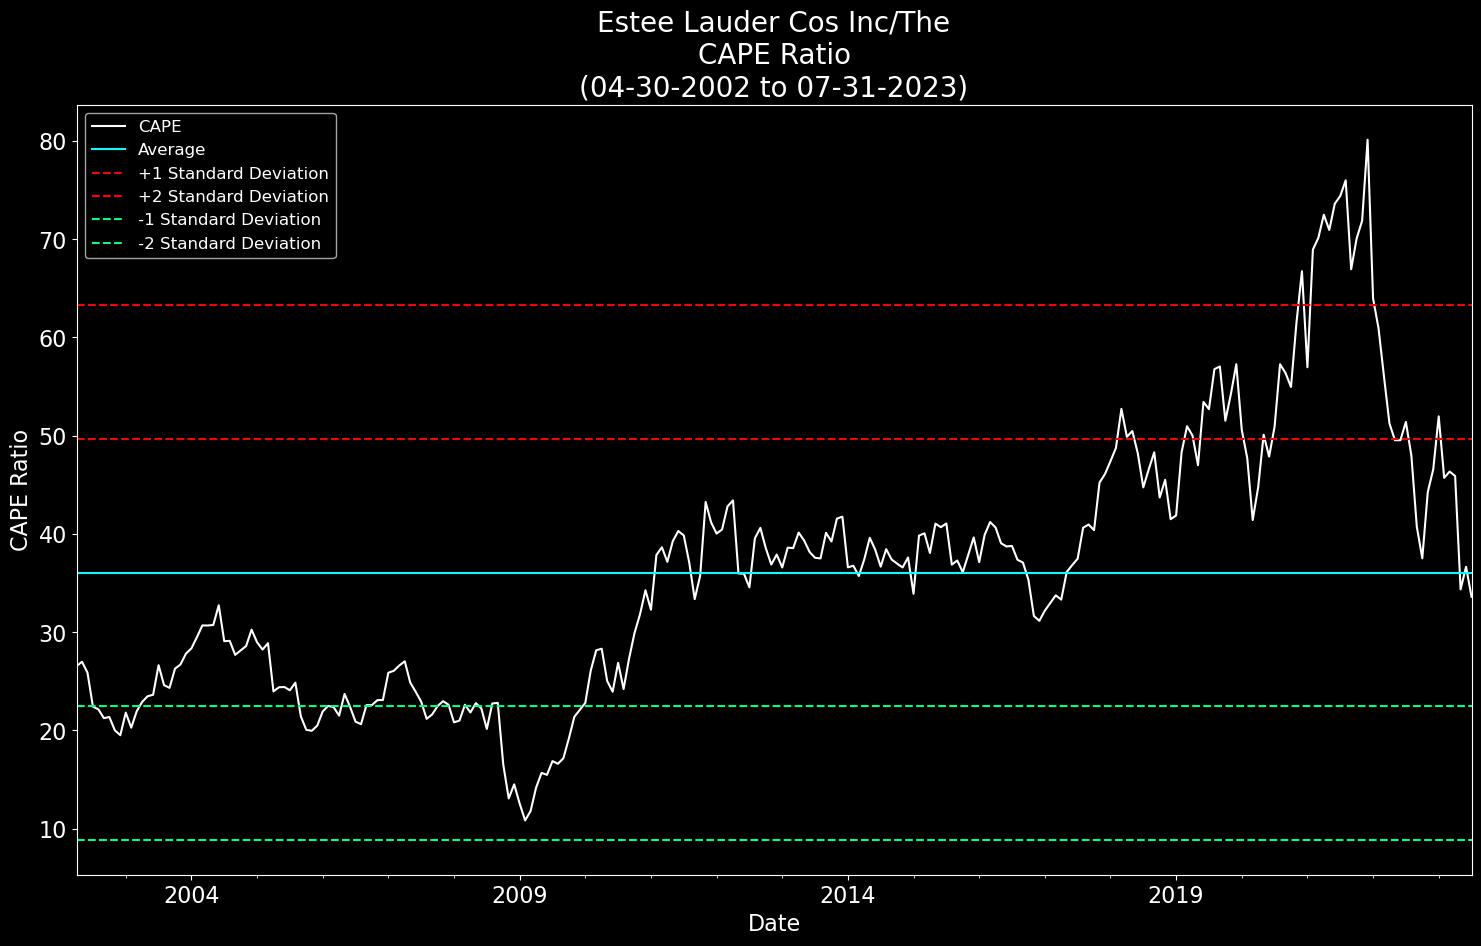 Estee Lauder Cos Inc/The
CAPE Ratio
(04-30-2002 to 07-31-2023)
CAPE
Average
+1 Standard Deviation
+2 Standard Deviation
-1 Standard Deviation
-2 Standard Deviation
80
70
60
50
40
30
20
10
CAPE Ratio
2004 2009 2014 2019
Date